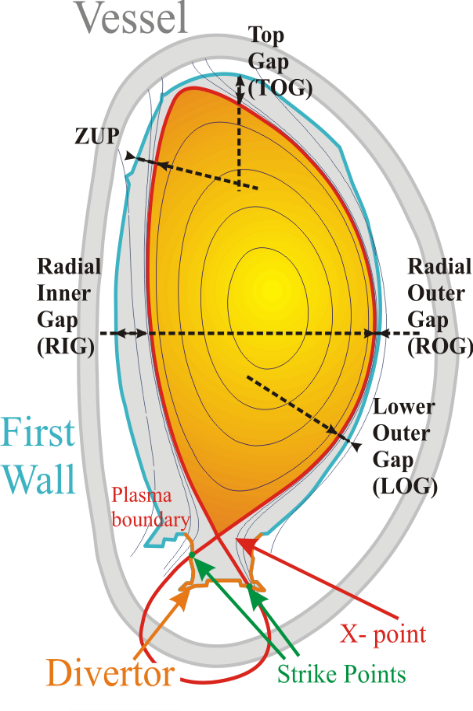 Vessel
Top
Gap
(TOG)
ZUP
Radial
Inner
Gap
(RIG)
Radial
Outer
Gap
(ROG)
Lower
Outer
Gap
(LOG)
First
Wall
Plasma
boundary
X- point
Divertor
Strike Points